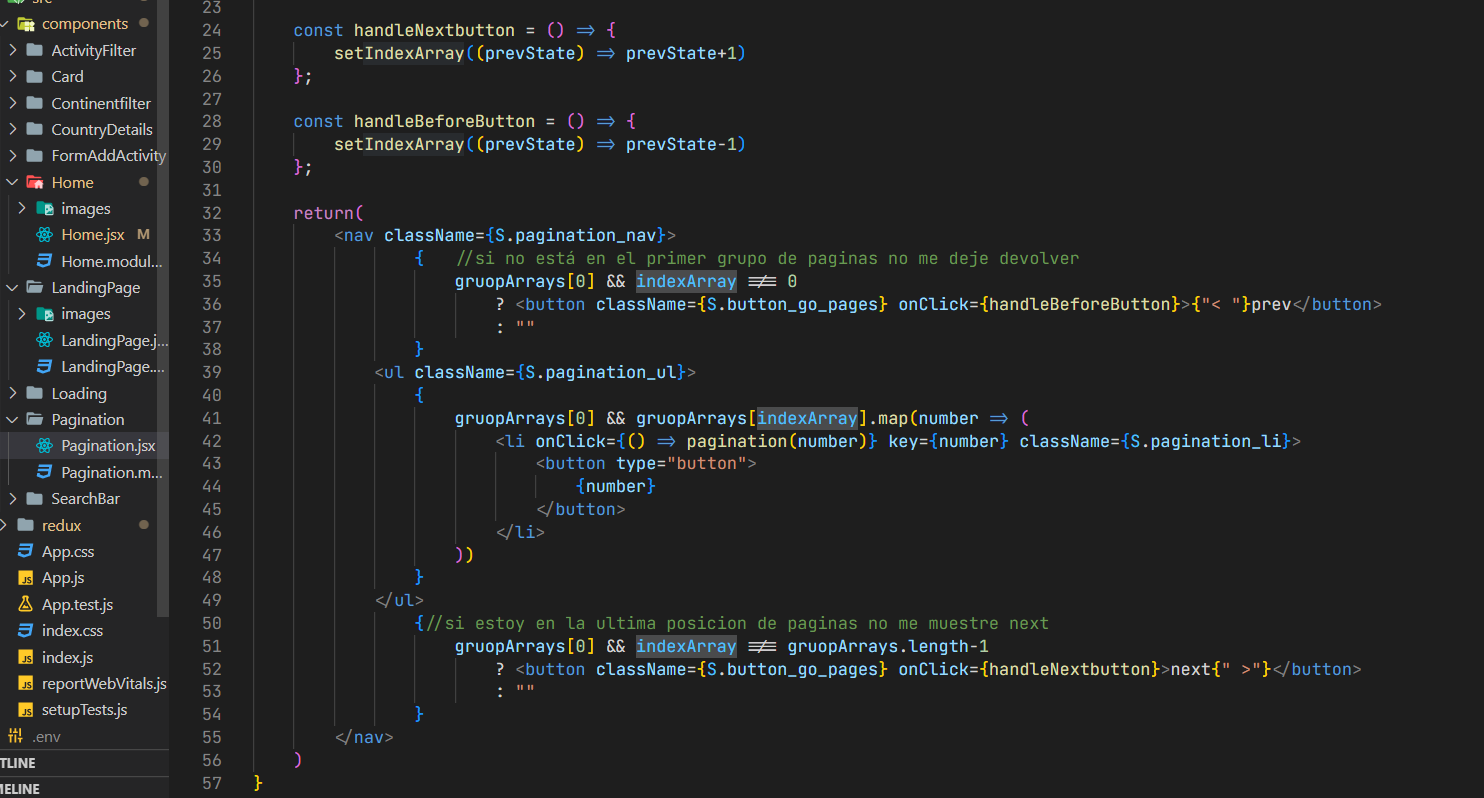 src
components
ActivityFilter
Card
Continentfilter
CountryDetails
FormAddActivity
Home
images
Home.jsx M
Home.modul...
LandingPage
images
LandingPage.j...
LandingPage....
Loading
Pagination
Pagination.jsx
Pagination.m...
SearchBar
redux
App.css
App.js
App.test.js
index.css
index.js
reportWebVitals.js
setupTests.js
.env
TLINE
MELINE
23
24 const handleNextbutton = () => {
25 setIndexArray((prevState) => prevState+1)
26 };
27
28 const handleBeforeButton = () => {
29 setIndexArray((prevState) => prevState-1)
30 };
31
32 return(
33 <nav className={S.pagination_nav}>
34 { //si no está en el primer grupo de paginas no me deje devolver
35 gruopArrays[0] && indexArray !== 0
36 ? <button className={S.button_go_pages} onClick={handleBeforeButton}>{"< "}prev</button>
37 : ""
38 }
39 <ul className={S.pagination_ul}>
40 {
41 gruopArrays[0] && gruopArrays[indexArray].map(number => (
42 <li onClick={() => pagination(number)} key={number} className={S.pagination_li}>
43 <button type="button">
44 {number}
45 </button>
46 </li>
47 ))
48 }
49 </ul>
50 {//si estoy en la ultima posicion de paginas no me muestre next
51 gruopArrays[0] && indexArray !== gruopArrays.length-1
52 ? <button className={S.button_go_pages} onClick={handleNextbutton}>next{" >"}</button>
53 : ""
54 }
55 </nav>
56 )
57 }